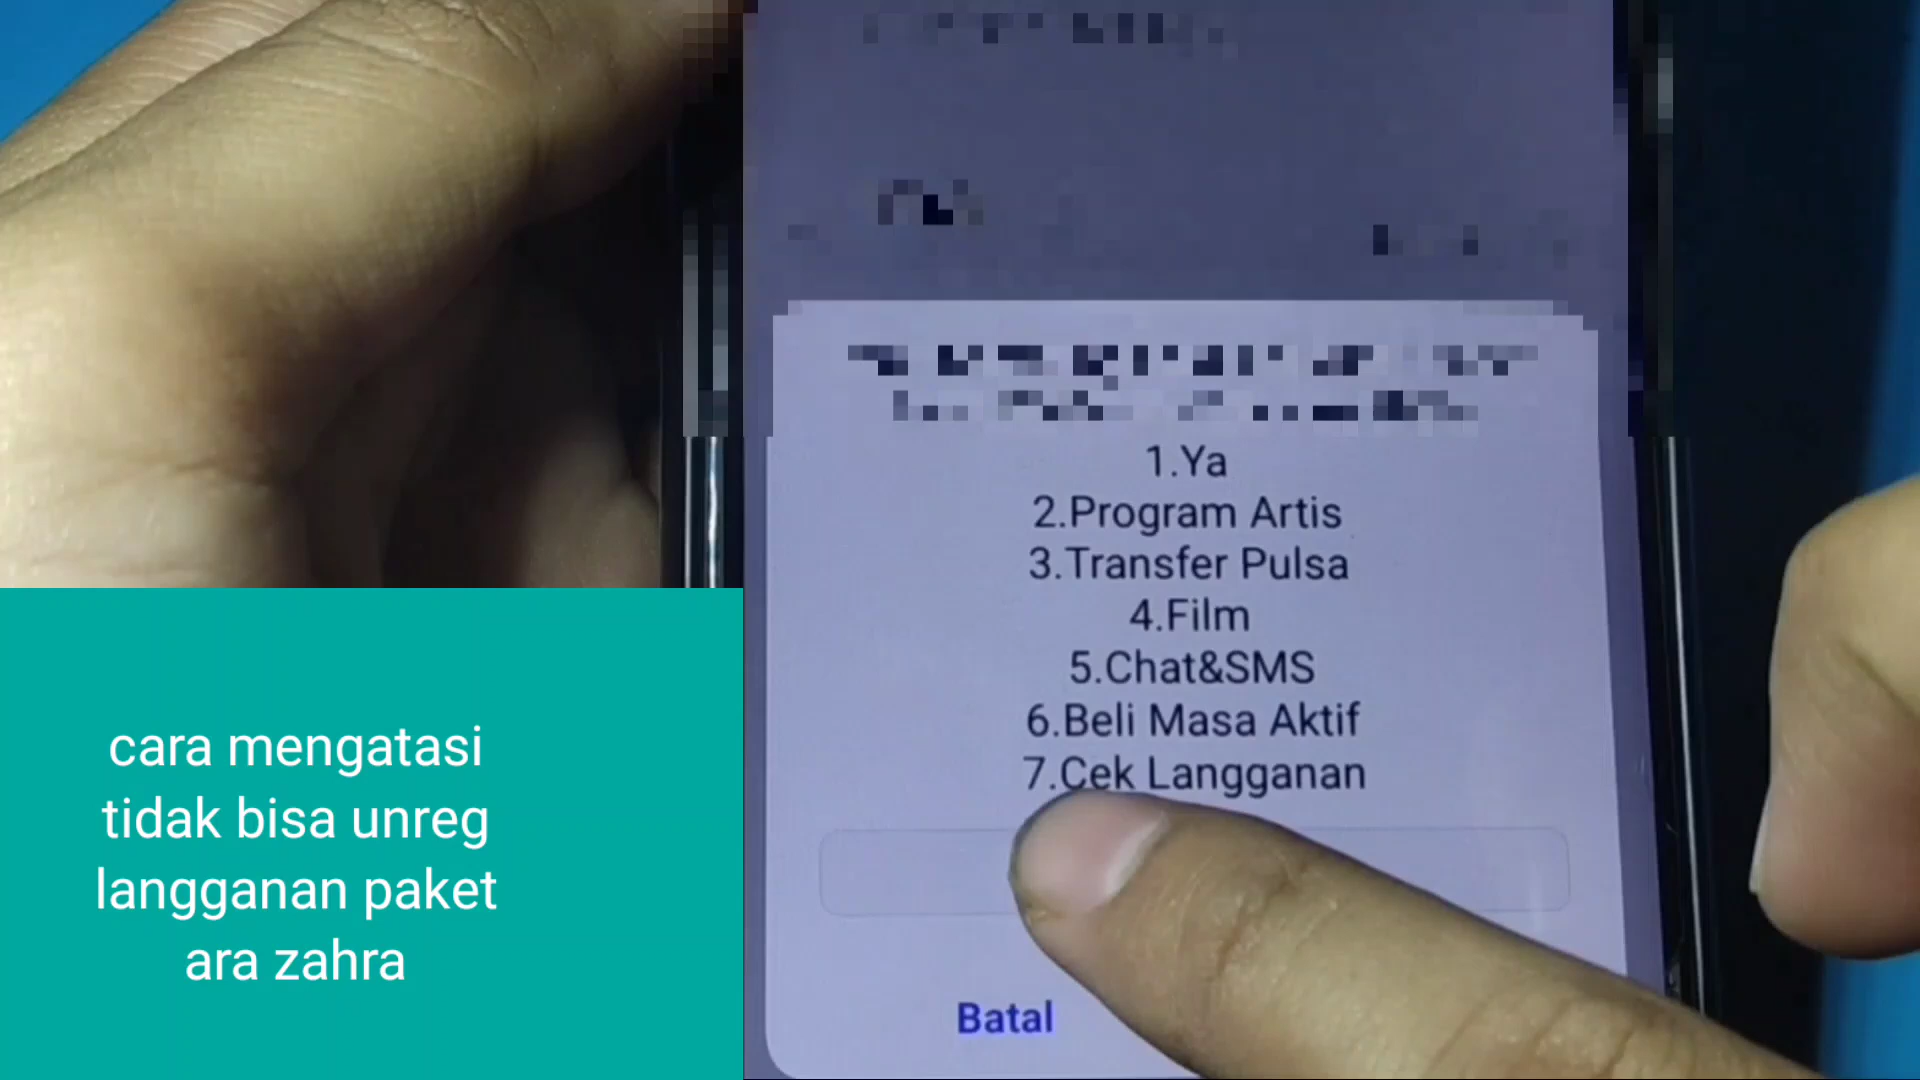 1.Ya
2.Program Artis
3.Transfer Pulsa
4.Film
5.Chat&SMS
6.Beli Masa Aktif
7.Cek Langganan
Batal
cara mengatasi
tidak bisa unreg
langganan paket
ara zahra